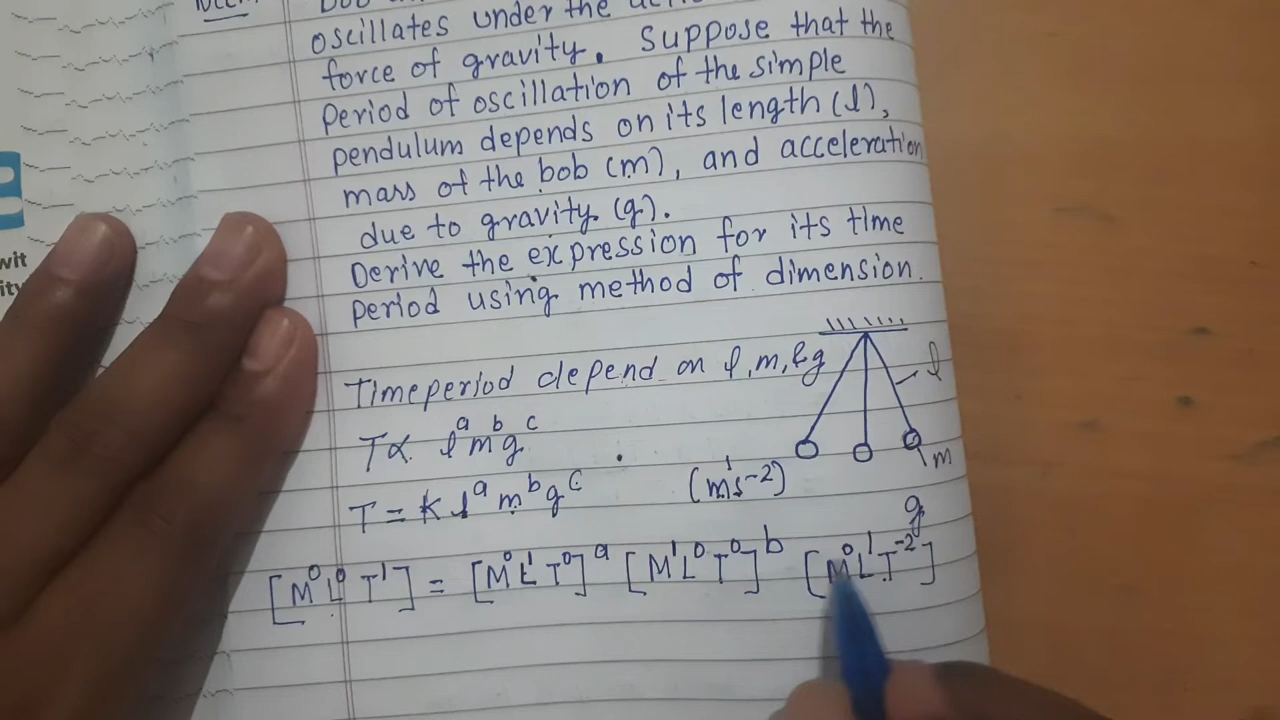 oscillates under the
force of gravity. Suppose that the
Period of oscillation of the simple
pendulum depends on its length (l),
mass of the bob (m), and acceleration
due to gravity (g).
Derive the expression for its time
period using method of dimension.
Timeperiod depend on l, m, & g
l
T ∝ l^a m^b g^c
m
T = K l^a m^b g^c
(m^1 s^-2)
g
[M^0 L^0 T^1] = [M^0 L^1 T^0]^a [M^1 L^0 T^0]^b [M^0 L^1 T^-2]
wit